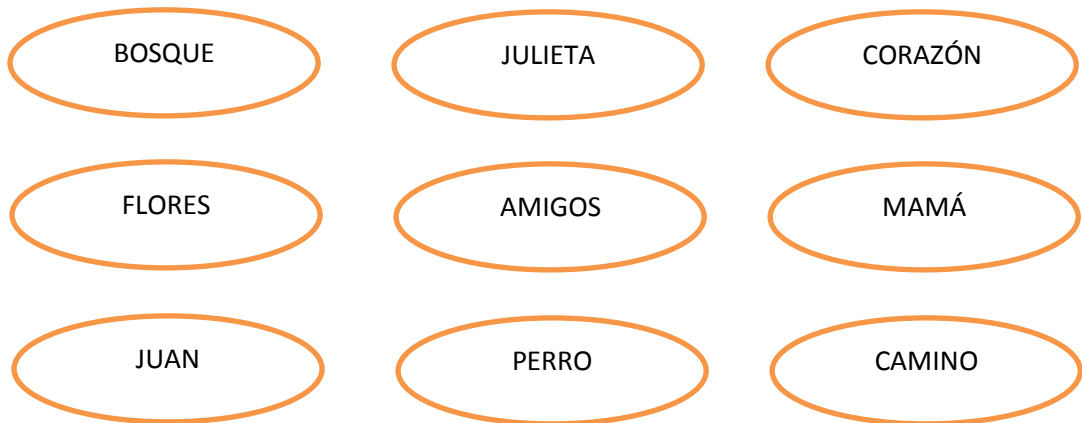 BOSQUE
JULIETA
CORAZÓN
FLORES
AMIGOS
MAMÁ
JUAN
PERRO
CAMINO